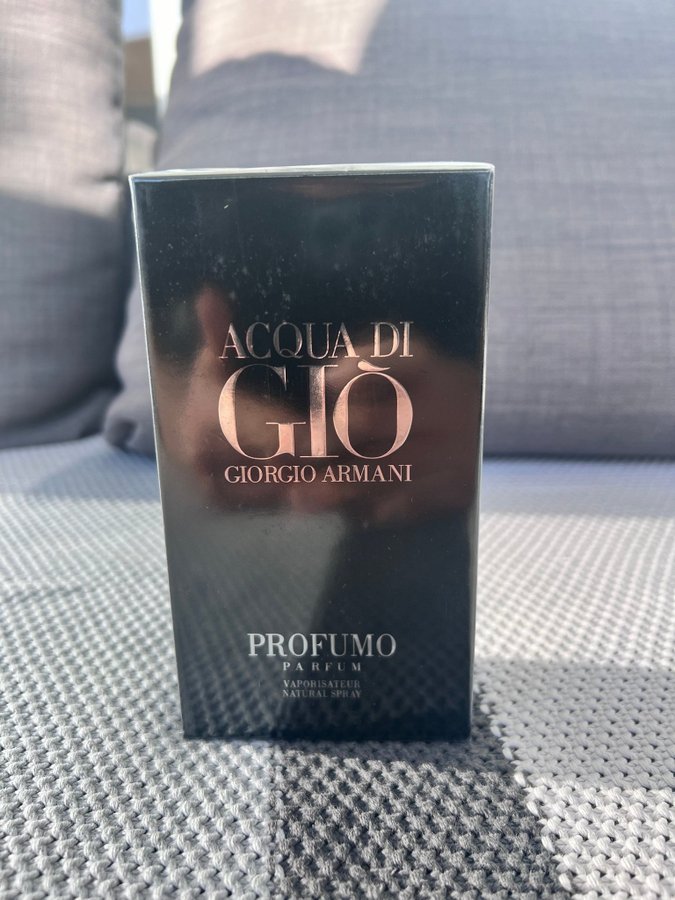 ACQUA DI
GIÒ
GIORGIO ARMANI
PROFUMO
PARFUM
VAPORISATEUR
NATURAL SPRAY